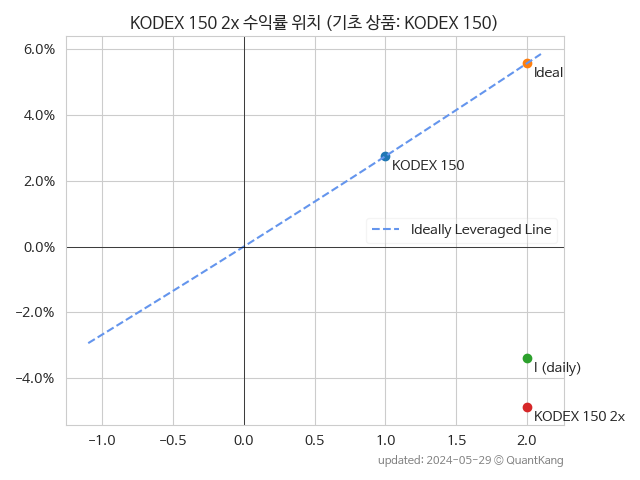 KODEX 150 2x 수익률 위치 (기초 상품: KODEX 150)
6.0%
4.0%
2.0%
0.0%
−2.0%
−4.0%
Ideal
KODEX 150
Ideally Leveraged Line
I (daily)
KODEX 150 2x
−1.0 −0.5 0.0 0.5 1.0 1.5 2.0
updated: 2024-05-29 © QuantKang